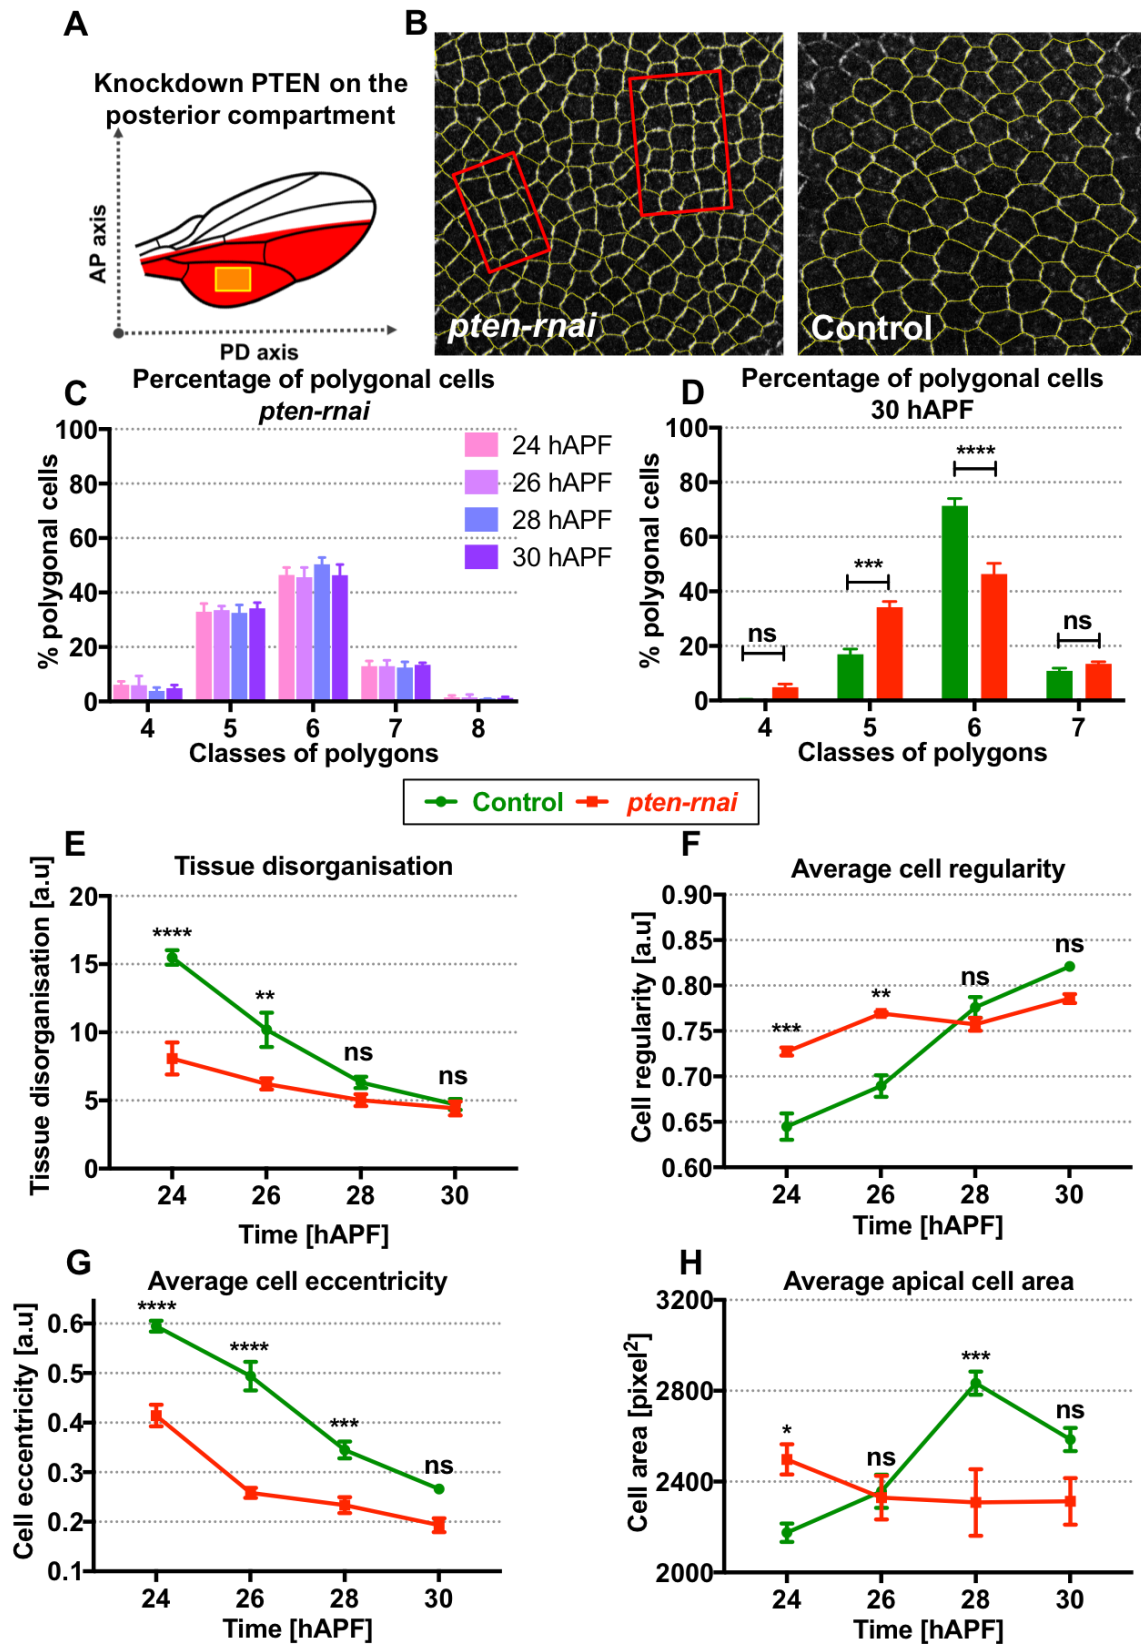 A
Knockdown PTEN on the
posterior compartment
AP axis
PD axis
B
pten-rnai
Control
C
Percentage of polygonal cells
pten-rnai
% polygonal cells
100
80
60
40
20
0
4 5 6 7 8
Classes of polygons
24 hAPF
26 hAPF
28 hAPF
30 hAPF
D
Percentage of polygonal cells
30 hAPF
% polygonal cells
100
80
60
40
20
0
ns
***
****
ns
4 5 6 7
Classes of polygons
Control pten-rnai
E
Tissue disorganisation
Tissue disorganisation [a.u]
20
15
10
5
0
****
**
ns
ns
24 26 28 30
Time [hAPF]
F
Average cell regularity
Cell regularity [a.u]
0.90
0.85
0.80
0.75
0.70
0.65
0.60
***
**
ns
ns
24 26 28 30
Time [hAPF]
G
Average cell eccentricity
Cell eccentricity [a.u]
0.6
0.5
0.4
0.3
0.2
0.1
****
****
***
ns
24 26 28 30
Time [hAPF]
H
Average apical cell area
Cell area [pixel²]
3200
2800
2400
2000
*
ns
***
ns
24 26 28 30
Time [hAPF]